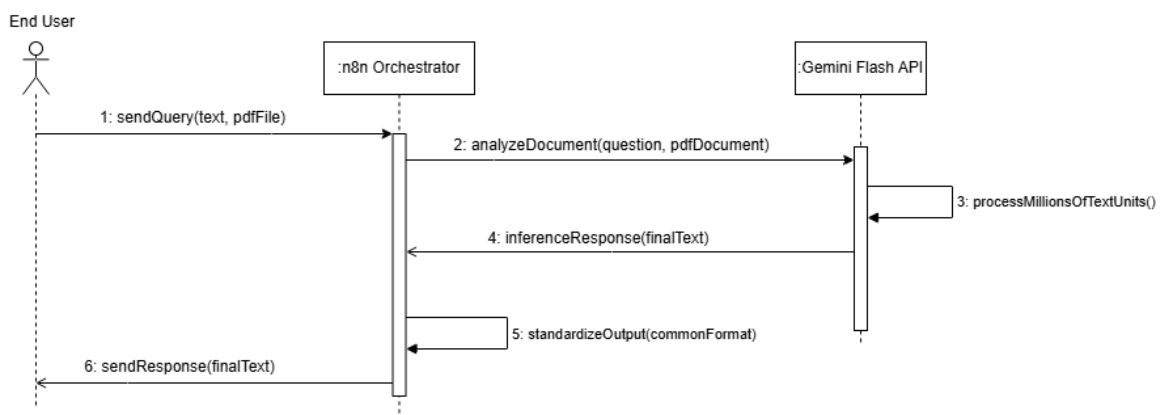 End User
:n8n Orchestrator
:Gemini Flash API
1: sendQuery(text, pdfFile)
2: analyzeDocument(question, pdfDocument)
3: processMillionsOfTextUnits()
4: inferenceResponse(finalText)
5: standardizeOutput(commonFormat)
6: sendResponse(finalText)